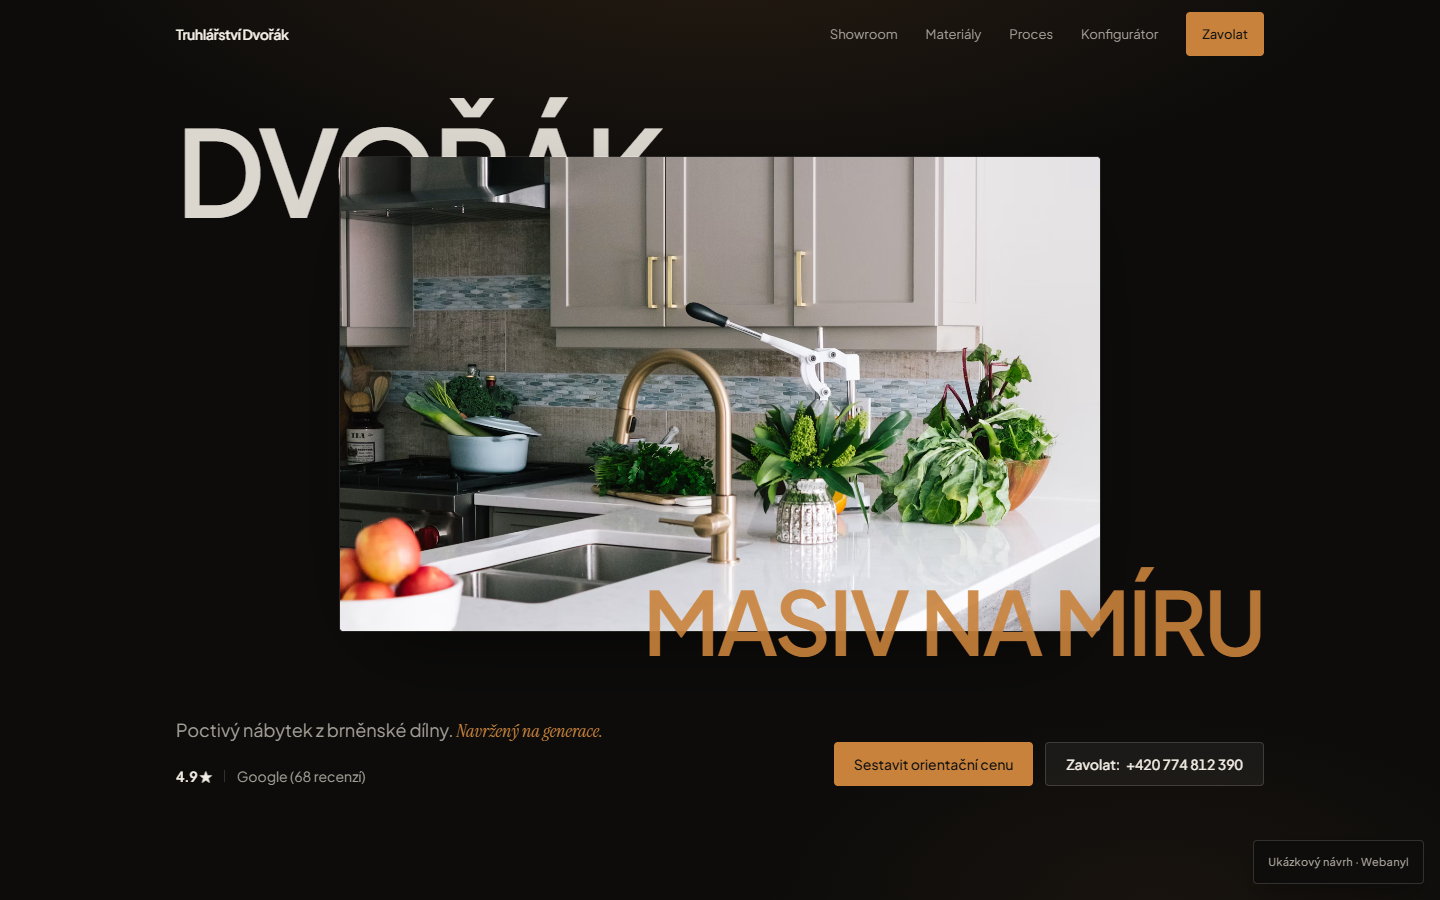 Truhlářství Dvořák
Showroom
Materiály
Proces
Konfigurátor
Zavolat
DVOŘÁK
TEA
MASIV NA MÍRU
Poctivý nábytek z brněnské dílny. Navržený na generace.
4.9★ Google (68 recenzí)
Sestavit orientační cenu
Zavolat: +420 774 812 390
Ukázkový návrh · Webanyl